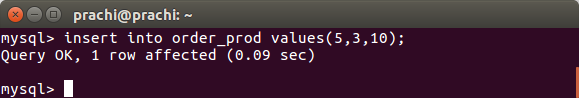 prachi@prachi: ~
mysql> insert into order_prod values(5,3,10);
Query OK, 1 row affected (0.09 sec)
mysql>